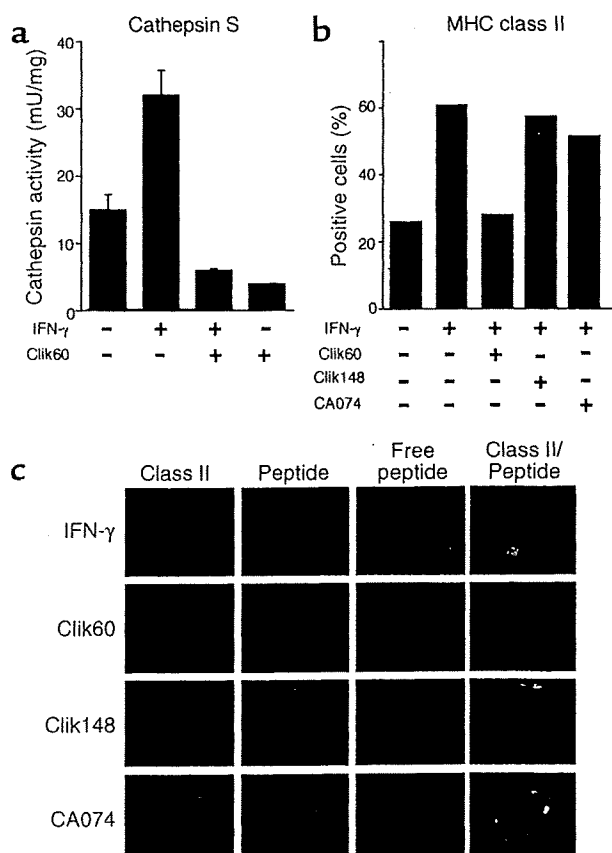 a
Cathepsin S
Cathepsin activity (mU/mg)
40
30
20
10
0
IFN-γ - + + -
Clik60 - - + +
b
MHC class II
Positive cells (%)
60
40
20
0
IFN-γ - + + + +
Clik60 - - + - -
Clik148 - - - + -
CA074 - - - - +
c
Class II
Peptide
Free
peptide
Class II/
Peptide
IFN-γ
Clik60
Clik148
CA074